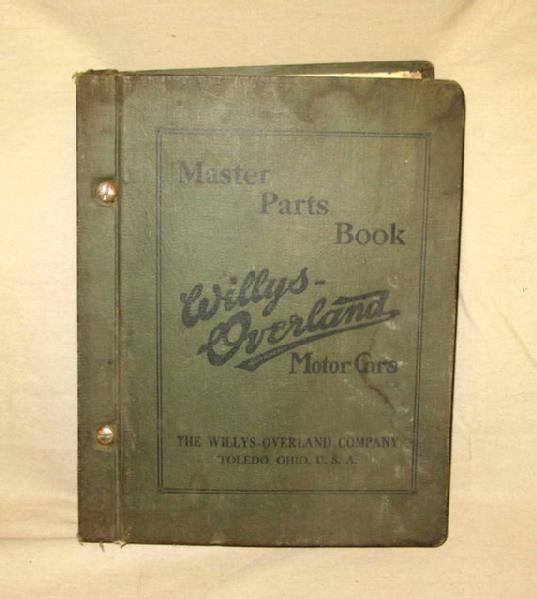 Master
Parts
Book
Willys-
Overland
Motor Cars
THE WILLYS-OVERLAND COMPANY
TOLEDO, OHIO, U. S. A.